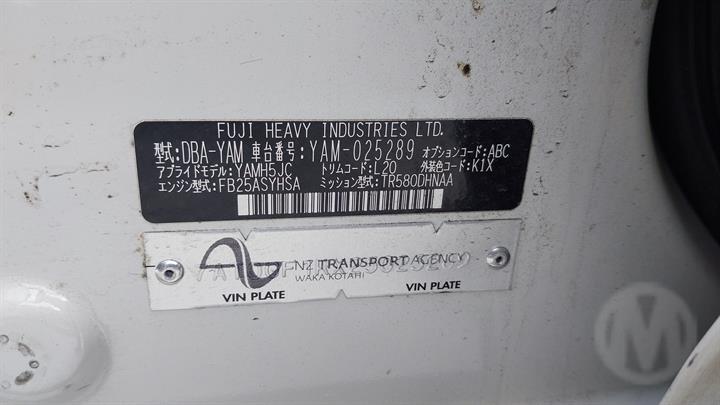 FUJI HEAVY INDUSTRIES LTD.
型式:DBA-YAM 車台番号:YAM-025289 オプションコード:ABC
アプライドモデル:YAMH5JC トリムコード:L20 外装色コード:K1X
エンジン型式:FB25ASYHSA ミッション型式:TR580DHNAA
NZ TRANSPORT AGENCY
WAKA KOTAHI
VIN PLATE VIN PLATE
M